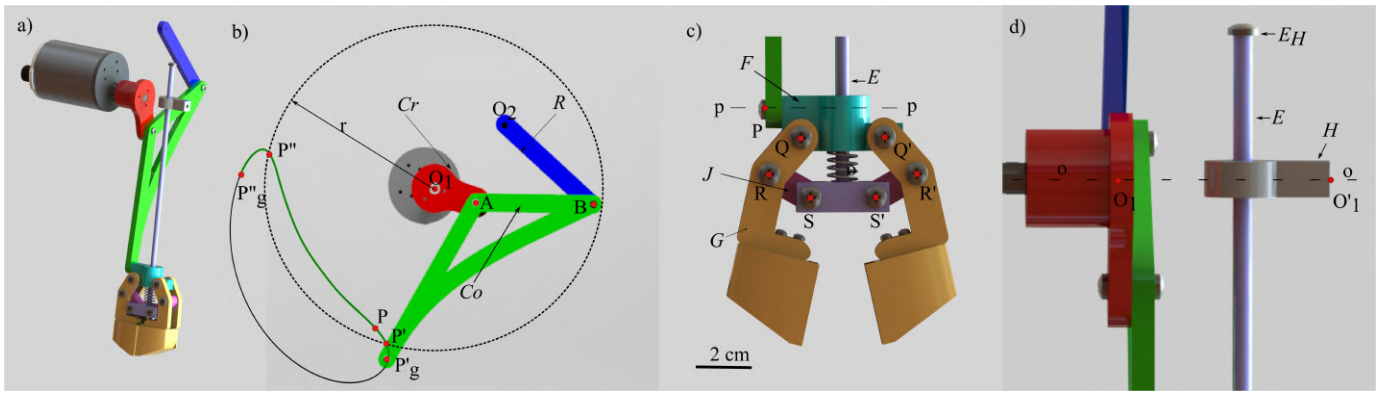 a)
b)
r
Cr
O2
R
P"
P"g
O1
A
B
Co
P
P'
P'g
c)
F
E
p
p
P
Q
Q'
J
R
R'
S
S'
G
2 cm
d)
EH
E
H
o
o
O1
O'1